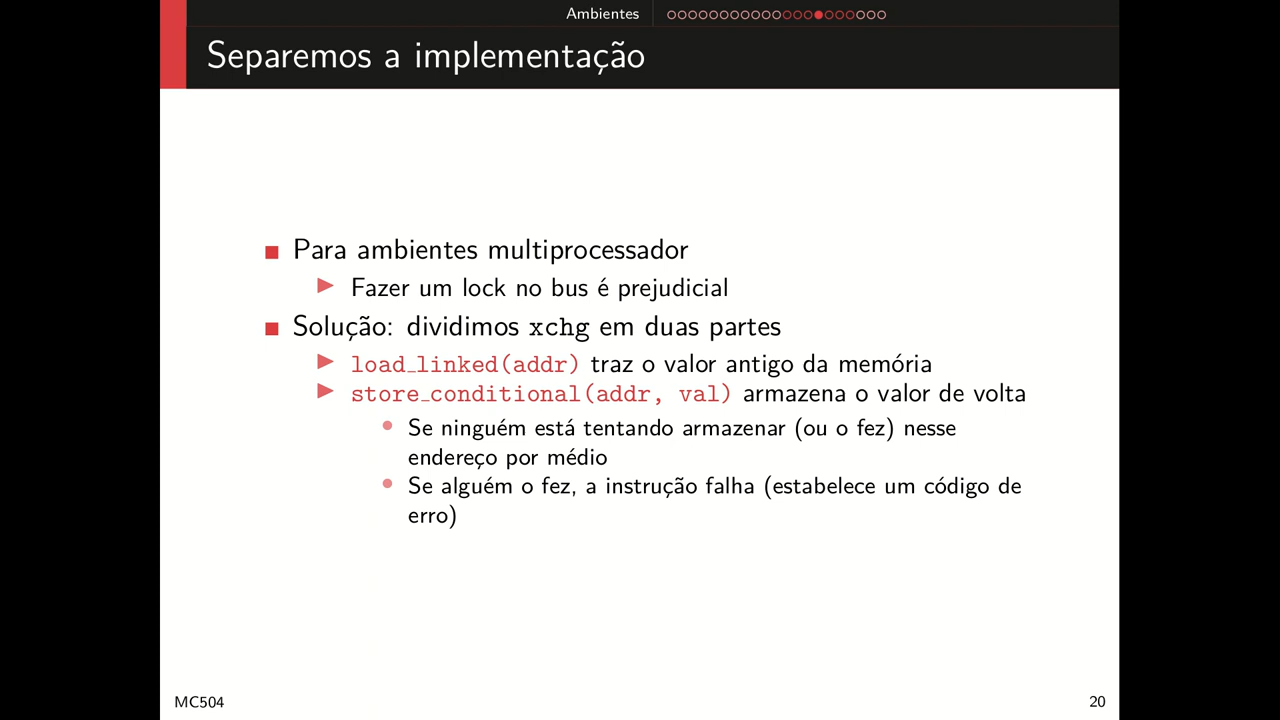 Ambientes
Separemos a implementação
Para ambientes multiprocessador
Fazer um lock no bus é prejudicial
Solução: dividimos xchg em duas partes
load_linked(addr) traz o valor antigo da memória
store_conditional(addr, val) armazena o valor de volta
Se ninguém está tentando armazenar (ou o fez) nesse
endereço por médio
Se alguém o fez, a instrução falha (estabelece um código de
erro)
MC504
20